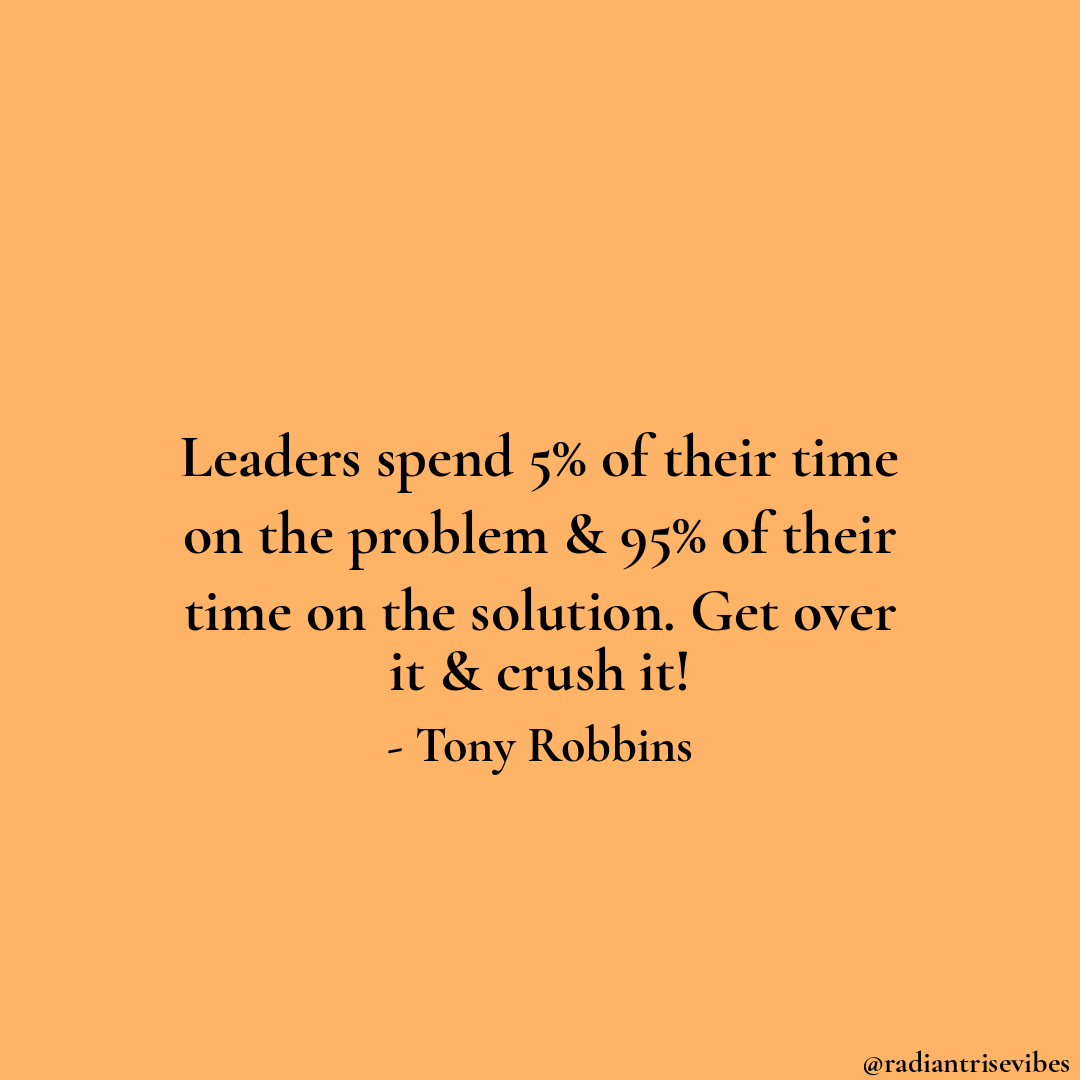 Leaders spend 5% of their time
on the problem & 95% of their
time on the solution. Get over
it & crush it!
- Tony Robbins
@radiantrisevibes